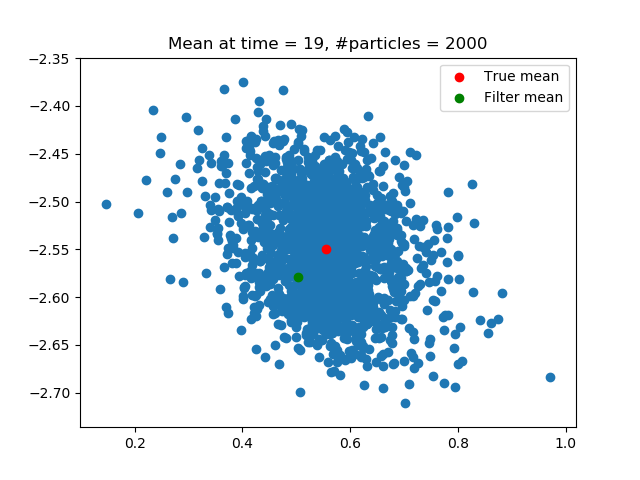 Mean at time = 19, #particles = 2000
True mean
Filter mean
−2.35
−2.40
−2.45
−2.50
−2.55
−2.60
−2.65
−2.70
0.2 0.4 0.6 0.8 1.0